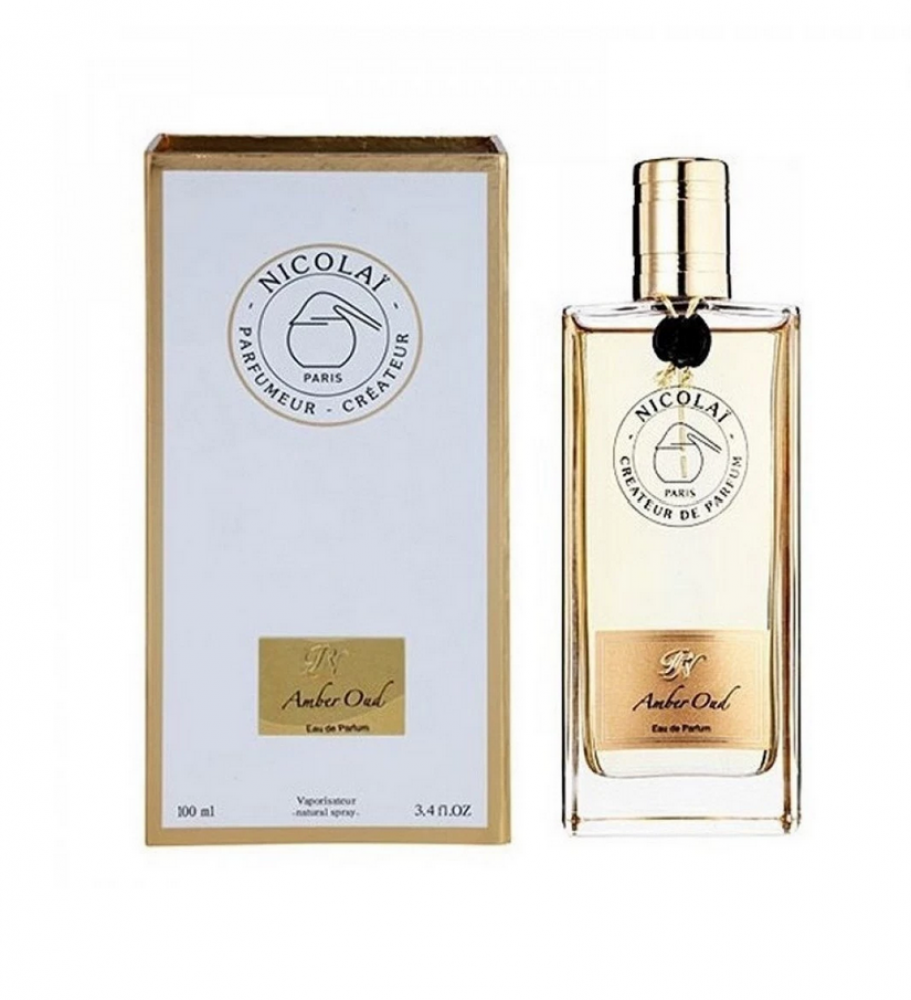 - NICOLAÏ -
PARFUMEUR - CRÉATEUR
PARIS
PN
Amber Oud
Eau de Parfum
100 ml
Vaporisateur
-natural spray-
3,4 fl.OZ
- NICOLAÏ -
CREATEUR DE PARFUM
PARIS
PN
Amber Oud
Eau de Parfum